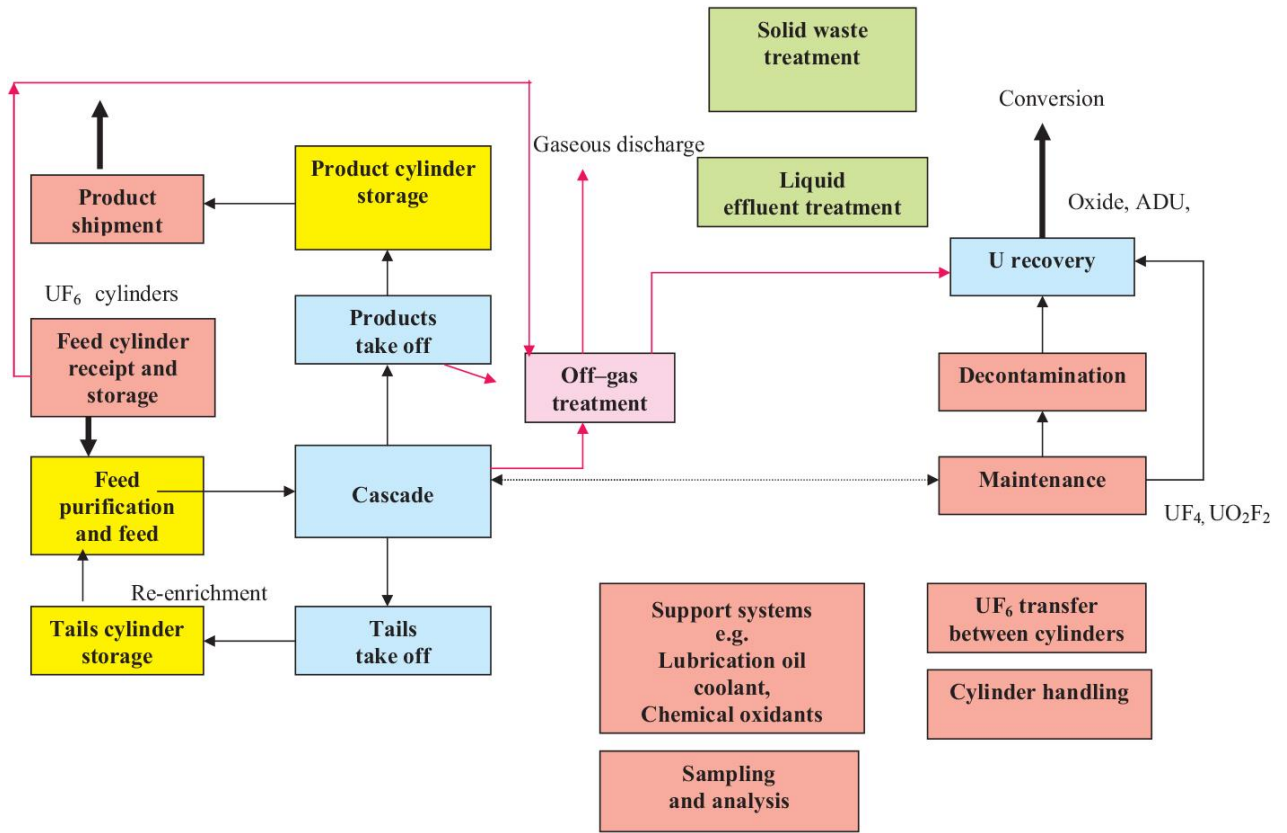 Solid waste
treatment
Conversion
Gaseous discharge
Product cylinder
storage
Product
shipment
Liquid
effluent treatment
Oxide, ADU,
U recovery
UF₆ cylinders
Products
take off
Feed cylinder
receipt and
storage
Off–gas
treatment
Decontamination
Feed
purification
and feed
Cascade
Maintenance
UF₄, UO₂F₂
Re-enrichment
Tails cylinder
storage
Tails
take off
Support systems
e.g.
Lubrication oil
coolant,
Chemical oxidants
UF₆ transfer
between cylinders
Cylinder handling
Sampling
and analysis